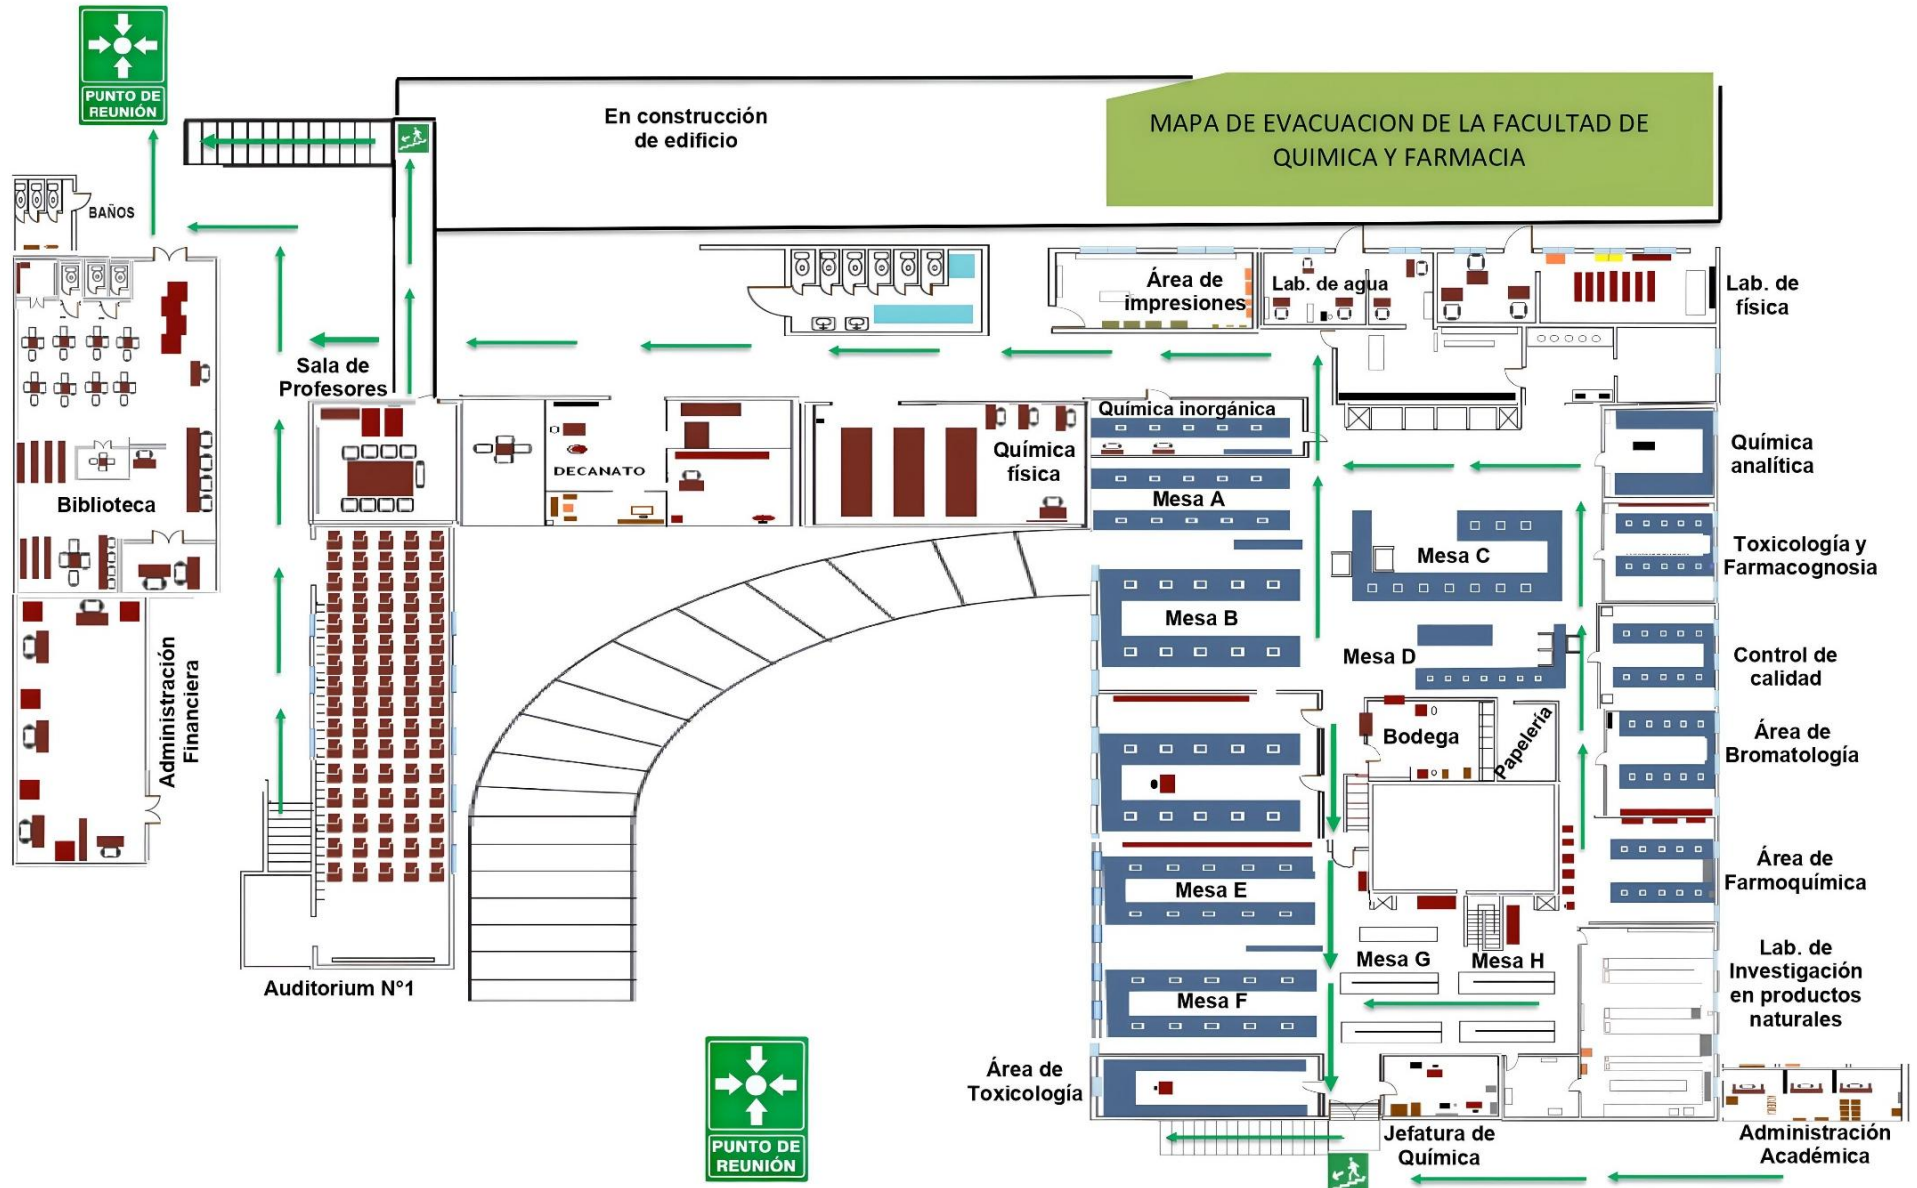 PUNTO DE
REUNIÓN
En construcción
de edificio
MAPA DE EVACUACION DE LA FACULTAD DE
QUIMICA Y FARMACIA
BAÑOS
Área de
impresiones
Lab. de agua
Lab. de
física
Sala de
Profesores
Química inorgánica
DECANATO
Química
física
Química
analítica
Biblioteca
Mesa A
Mesa C
Toxicología y
Farmacognosia
Mesa B
Mesa D
Control de
calidad
Administración
Financiera
Bodega
Papelería
Área de
Bromatología
Mesa E
Área de
Farmoquímica
Auditorium N°1
Mesa G
Mesa H
Mesa F
Lab. de
Investigación
en productos
naturales
Área de
Toxicología
PUNTO DE
REUNIÓN
Jefatura de
Química
Administración
Académica